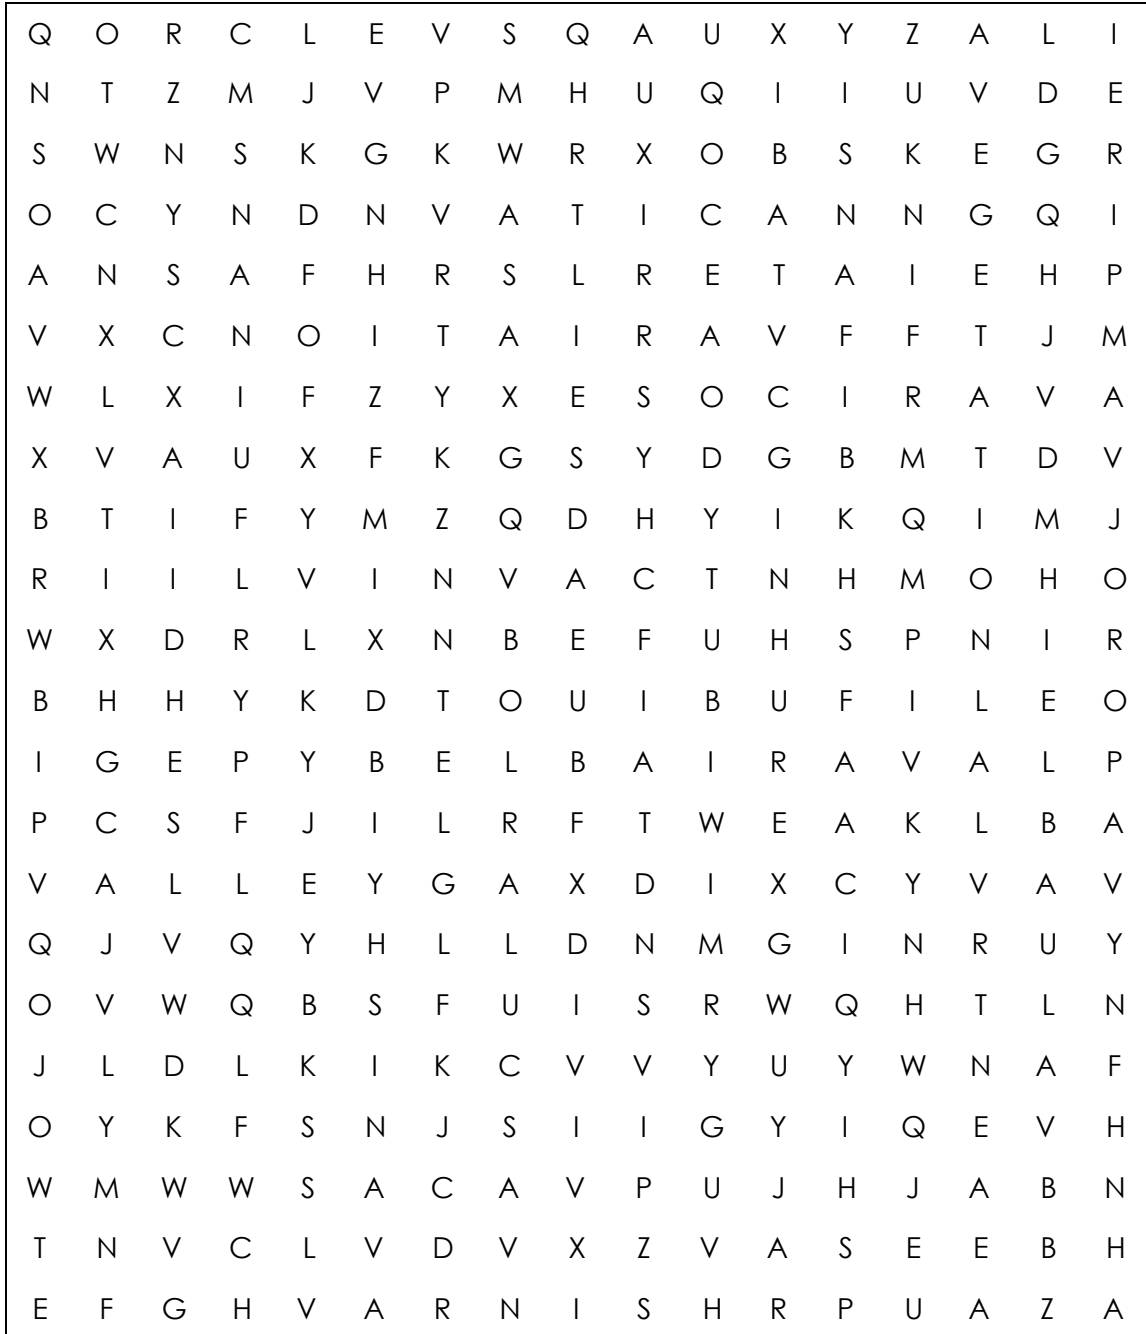 Q O R C L E V S Q A U X Y Z A L I
N T Z M J V P M H U Q I I U V D E
S W N S K G K W R X O B S K E G R
O C Y N D N V A T I C A N N G Q I
A N S A F H R S L R E T A I E H P
V X C N O I T A I R A V F F T J M
W L X I F Z Y X E S O C I R A V A
X V A U X F K G S Y D G B M T D V
B T I F Y M Z Q D H Y I K Q I M J
R I I L V I N V A C T N H M O H O
W X D R L X N B E F U H S P N I R
B H H Y K D T O U I B U F I L E O
I G E P Y B E L B A I R A V A L P
P C S F J I L R F T W E A K L B A
V A L L E Y G A X D I X C Y V A V
Q J V Q Y H L L D N M G I N R U Y
O V W Q B S F U I S R W Q H T L N
J L D L K I K C V V Y U Y W N A F
O Y K F S N J S I I G Y I Q E V H
W M W W S A C A V P U J H J A B N
T N V C L V D V X Z V A S E E B H
E F G H V A R N I S H R P U A Z A